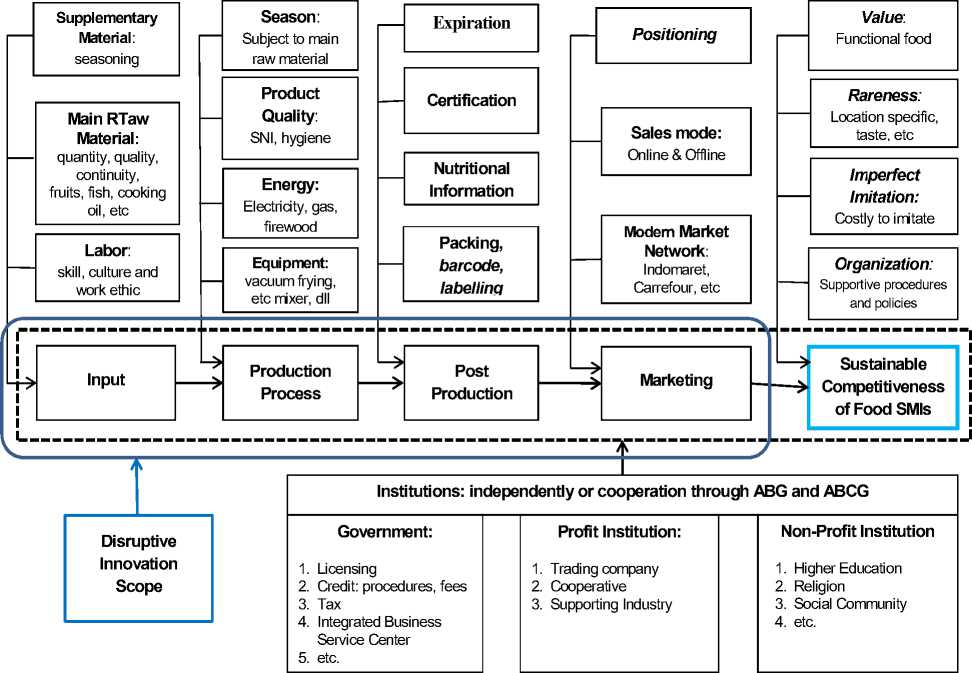 Supplementary
Material:
seasoning
Main RTaw
Material:
quantity, quality,
continuity,
fruits, fish, cooking
oil, etc
Labor:
skill, culture and
work ethic
Season:
Subject to main
raw material
Product
Quality:
SNI, hygiene
Energy:
Electricity, gas,
firewood
Equipment:
vacuum frying,
etc mixer, dll
Expiration
Certification
Nutritional
Information
Packing,
barcode,
labelling
Positioning
Sales mode:
Online & Offline
Modern Market
Network:
Indomaret,
Carrefour, etc
Value:
Functional food
Rareness:
Location specific,
taste, etc
Imperfect
Imitation:
Costly to imitate
Organization:
Supportive procedures
and policies
Input
Production
Process
Post
Production
Marketing
Sustainable
Competitiveness
of Food SMIs
Disruptive
Innovation
Scope
Institutions: independently or cooperation through ABG and ABCG
Government:
1. Licensing
2. Credit: procedures, fees
3. Tax
4. Integrated Business
Service Center
5. etc.
Profit Institution:
1. Trading company
2. Cooperative
3. Supporting Industry
Non-Profit Institution
1. Higher Education
2. Religion
3. Social Community
4. etc.